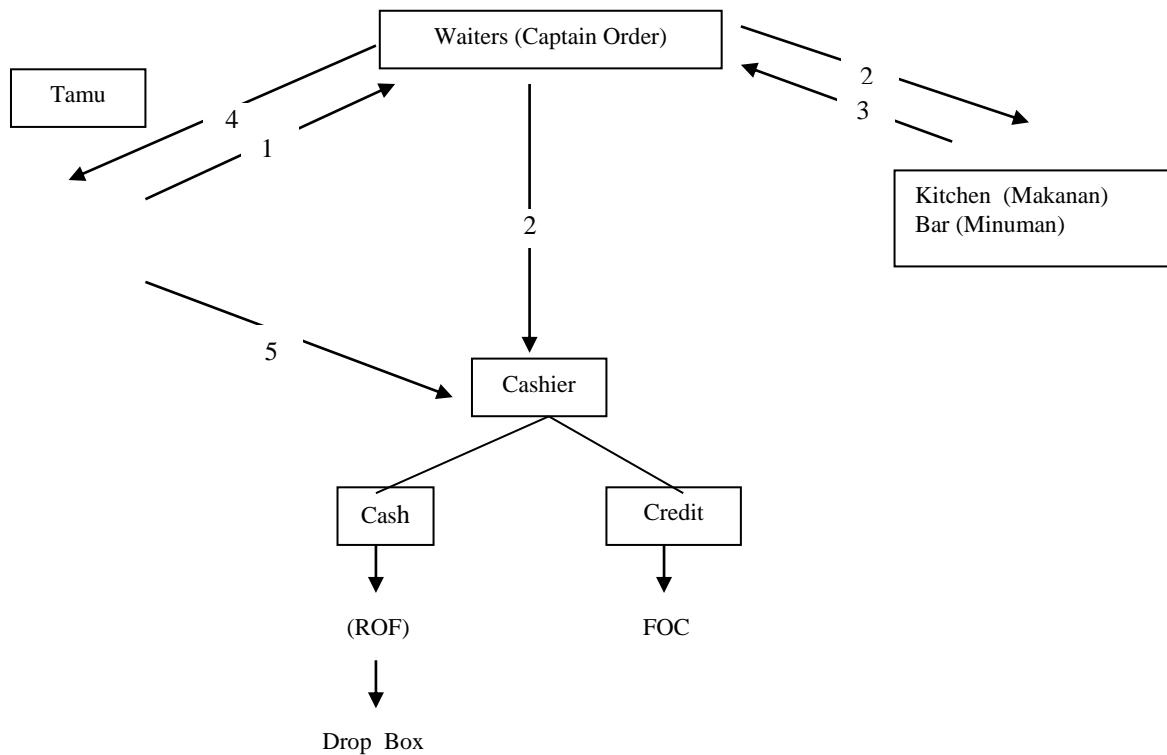 Waiters (Captain Order)
Tamu
2
3
4
1
Kitchen (Makanan)
Bar (Minuman)
2
5
Cashier
Cash
Credit
(ROF)
FOC
Drop Box